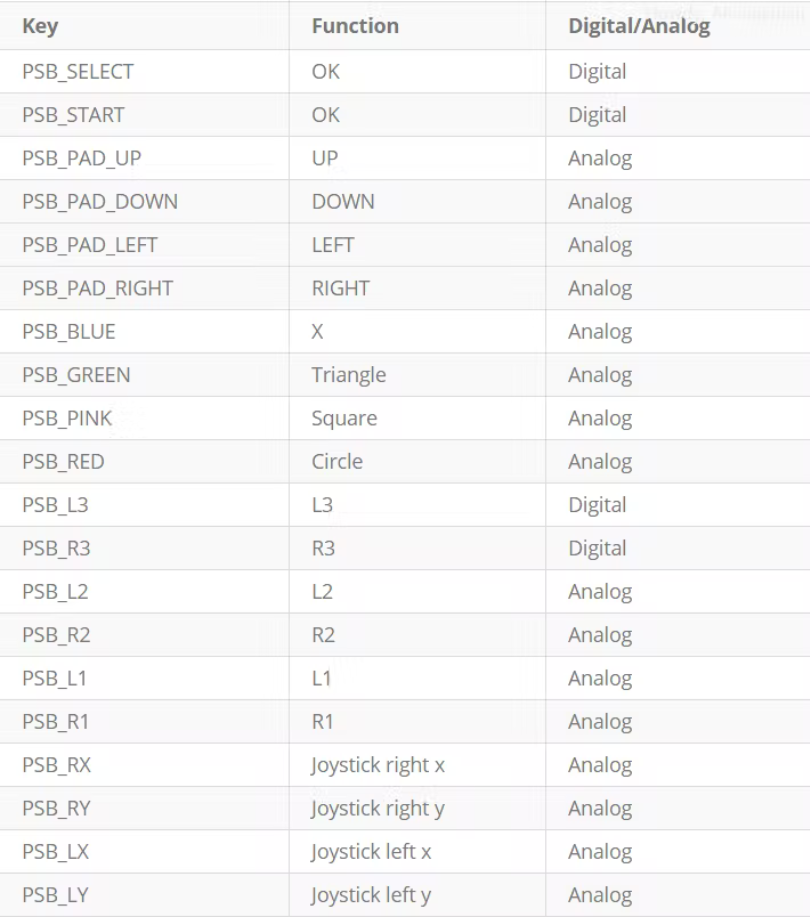 Key Function Digital/Analog
PSB_SELECT OK Digital
PSB_START OK Digital
PSB_PAD_UP UP Analog
PSB_PAD_DOWN DOWN Analog
PSB_PAD_LEFT LEFT Analog
PSB_PAD_RIGHT RIGHT Analog
PSB_BLUE X Analog
PSB_GREEN Triangle Analog
PSB_PINK Square Analog
PSB_RED Circle Analog
PSB_L3 L3 Digital
PSB_R3 R3 Digital
PSB_L2 L2 Analog
PSB_R2 R2 Analog
PSB_L1 L1 Analog
PSB_R1 R1 Analog
PSB_RX Joystick right x Analog
PSB_RY Joystick right y Analog
PSB_LX Joystick left x Analog
PSB_LY Joystick left y Analog